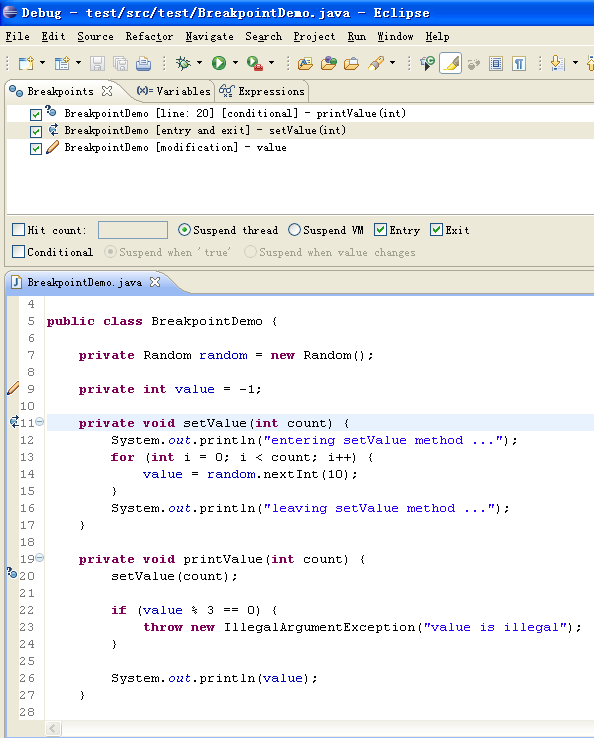 Debug - test/src/test/BreakpointDemo.java - Eclipse
File Edit Source Refactor Navigate Search Project Run Window Help
Breakpoints (x)= Variables Expressions
BreakpointDemo [line: 20] [conditional] - printValue(int)
BreakpointDemo [entry and exit] - setValue(int)
BreakpointDemo [modification] - value
Hit count: Suspend thread Suspend VM Entry Exit
Conditional Suspend when 'true' Suspend when value changes
BreakpointDemo.java
4
5 public class BreakpointDemo {
6
7 private Random random = new Random();
8
9 private int value = -1;
10
11 private void setValue(int count) {
12 System.out.println("entering setValue method ...");
13 for (int i = 0; i < count; i++) {
14 value = random.nextInt(10);
15 }
16 System.out.println("leaving setValue method ...");
17 }
18
19 private void printValue(int count) {
20 setValue(count);
21
22 if (value % 3 == 0) {
23 throw new IllegalArgumentException("value is illegal");
24 }
25
26 System.out.println(value);
27 }
28